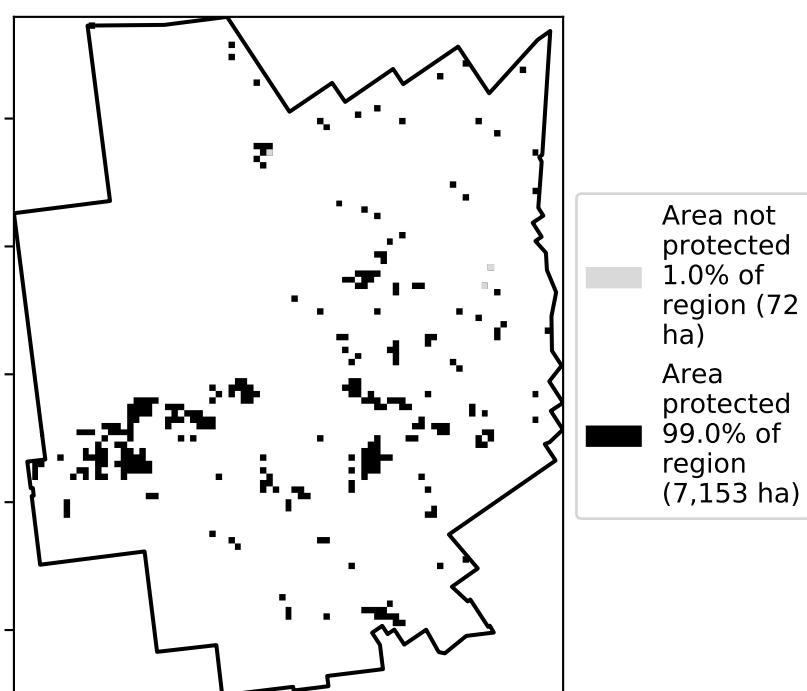 Area not
protected
1.0% of
region (72
ha)
Area
protected
99.0% of
region
(7,153 ha)